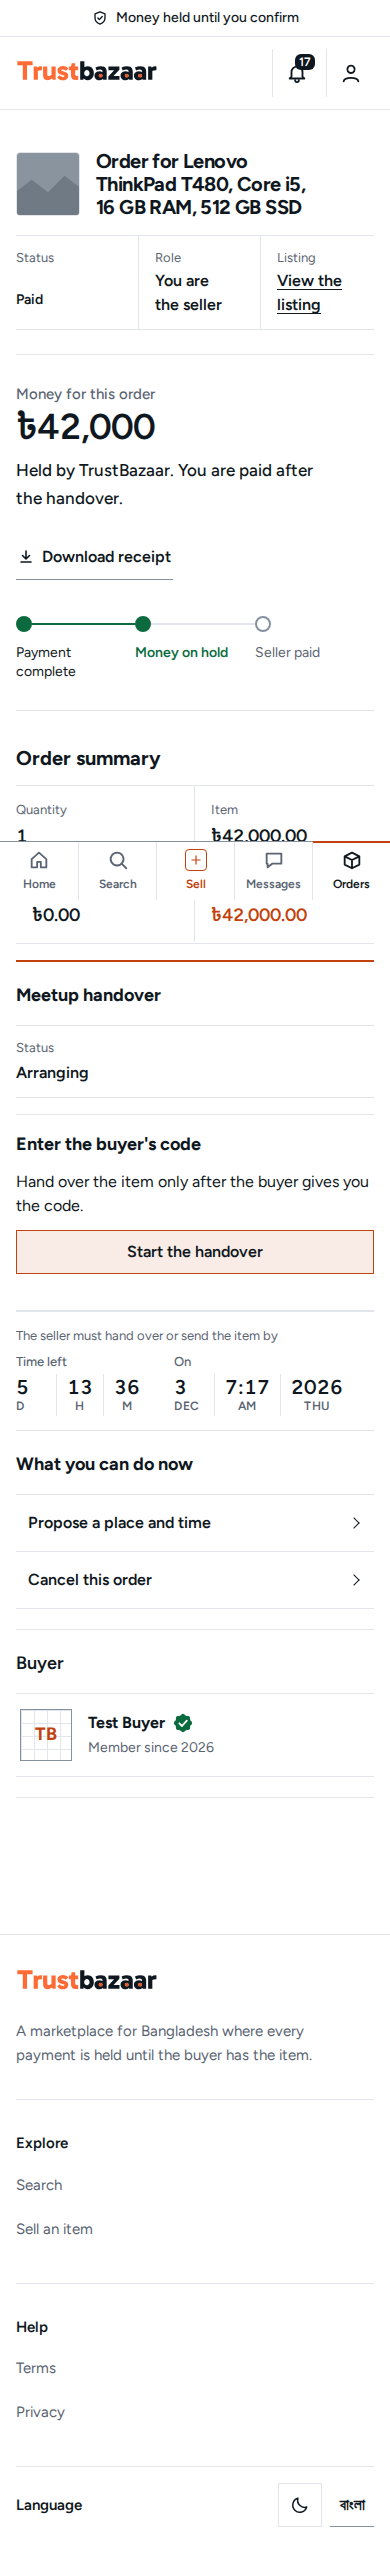 Money held until you confirm
Trustbazaar
17
Order for Lenovo
ThinkPad T480, Core i5,
16 GB RAM, 512 GB SSD
Status
Paid
Role
You are
the seller
Listing
View the
listing
Money for this order
৳42,000
Held by TrustBazaar. You are paid after
the handover.
Download receipt
Payment
complete
Money on hold
Seller paid
Order summary
Quantity
1
Item
৳42,000.00
Home
Search
Sell
Messages
Orders
৳0.00
৳42,000.00
Meetup handover
Status
Arranging
Enter the buyer's code
Hand over the item only after the buyer gives you
the code.
Start the handover
The seller must hand over or send the item by
Time left
5
D
13
H
36
M
On
3
DEC
7:17
AM
2026
THU
What you can do now
Propose a place and time
Cancel this order
Buyer
TB
Test Buyer
Member since 2026
Trustbazaar
A marketplace for Bangladesh where every
payment is held until the buyer has the item.
Explore
Search
Sell an item
Help
Terms
Privacy
Language
বাংলা